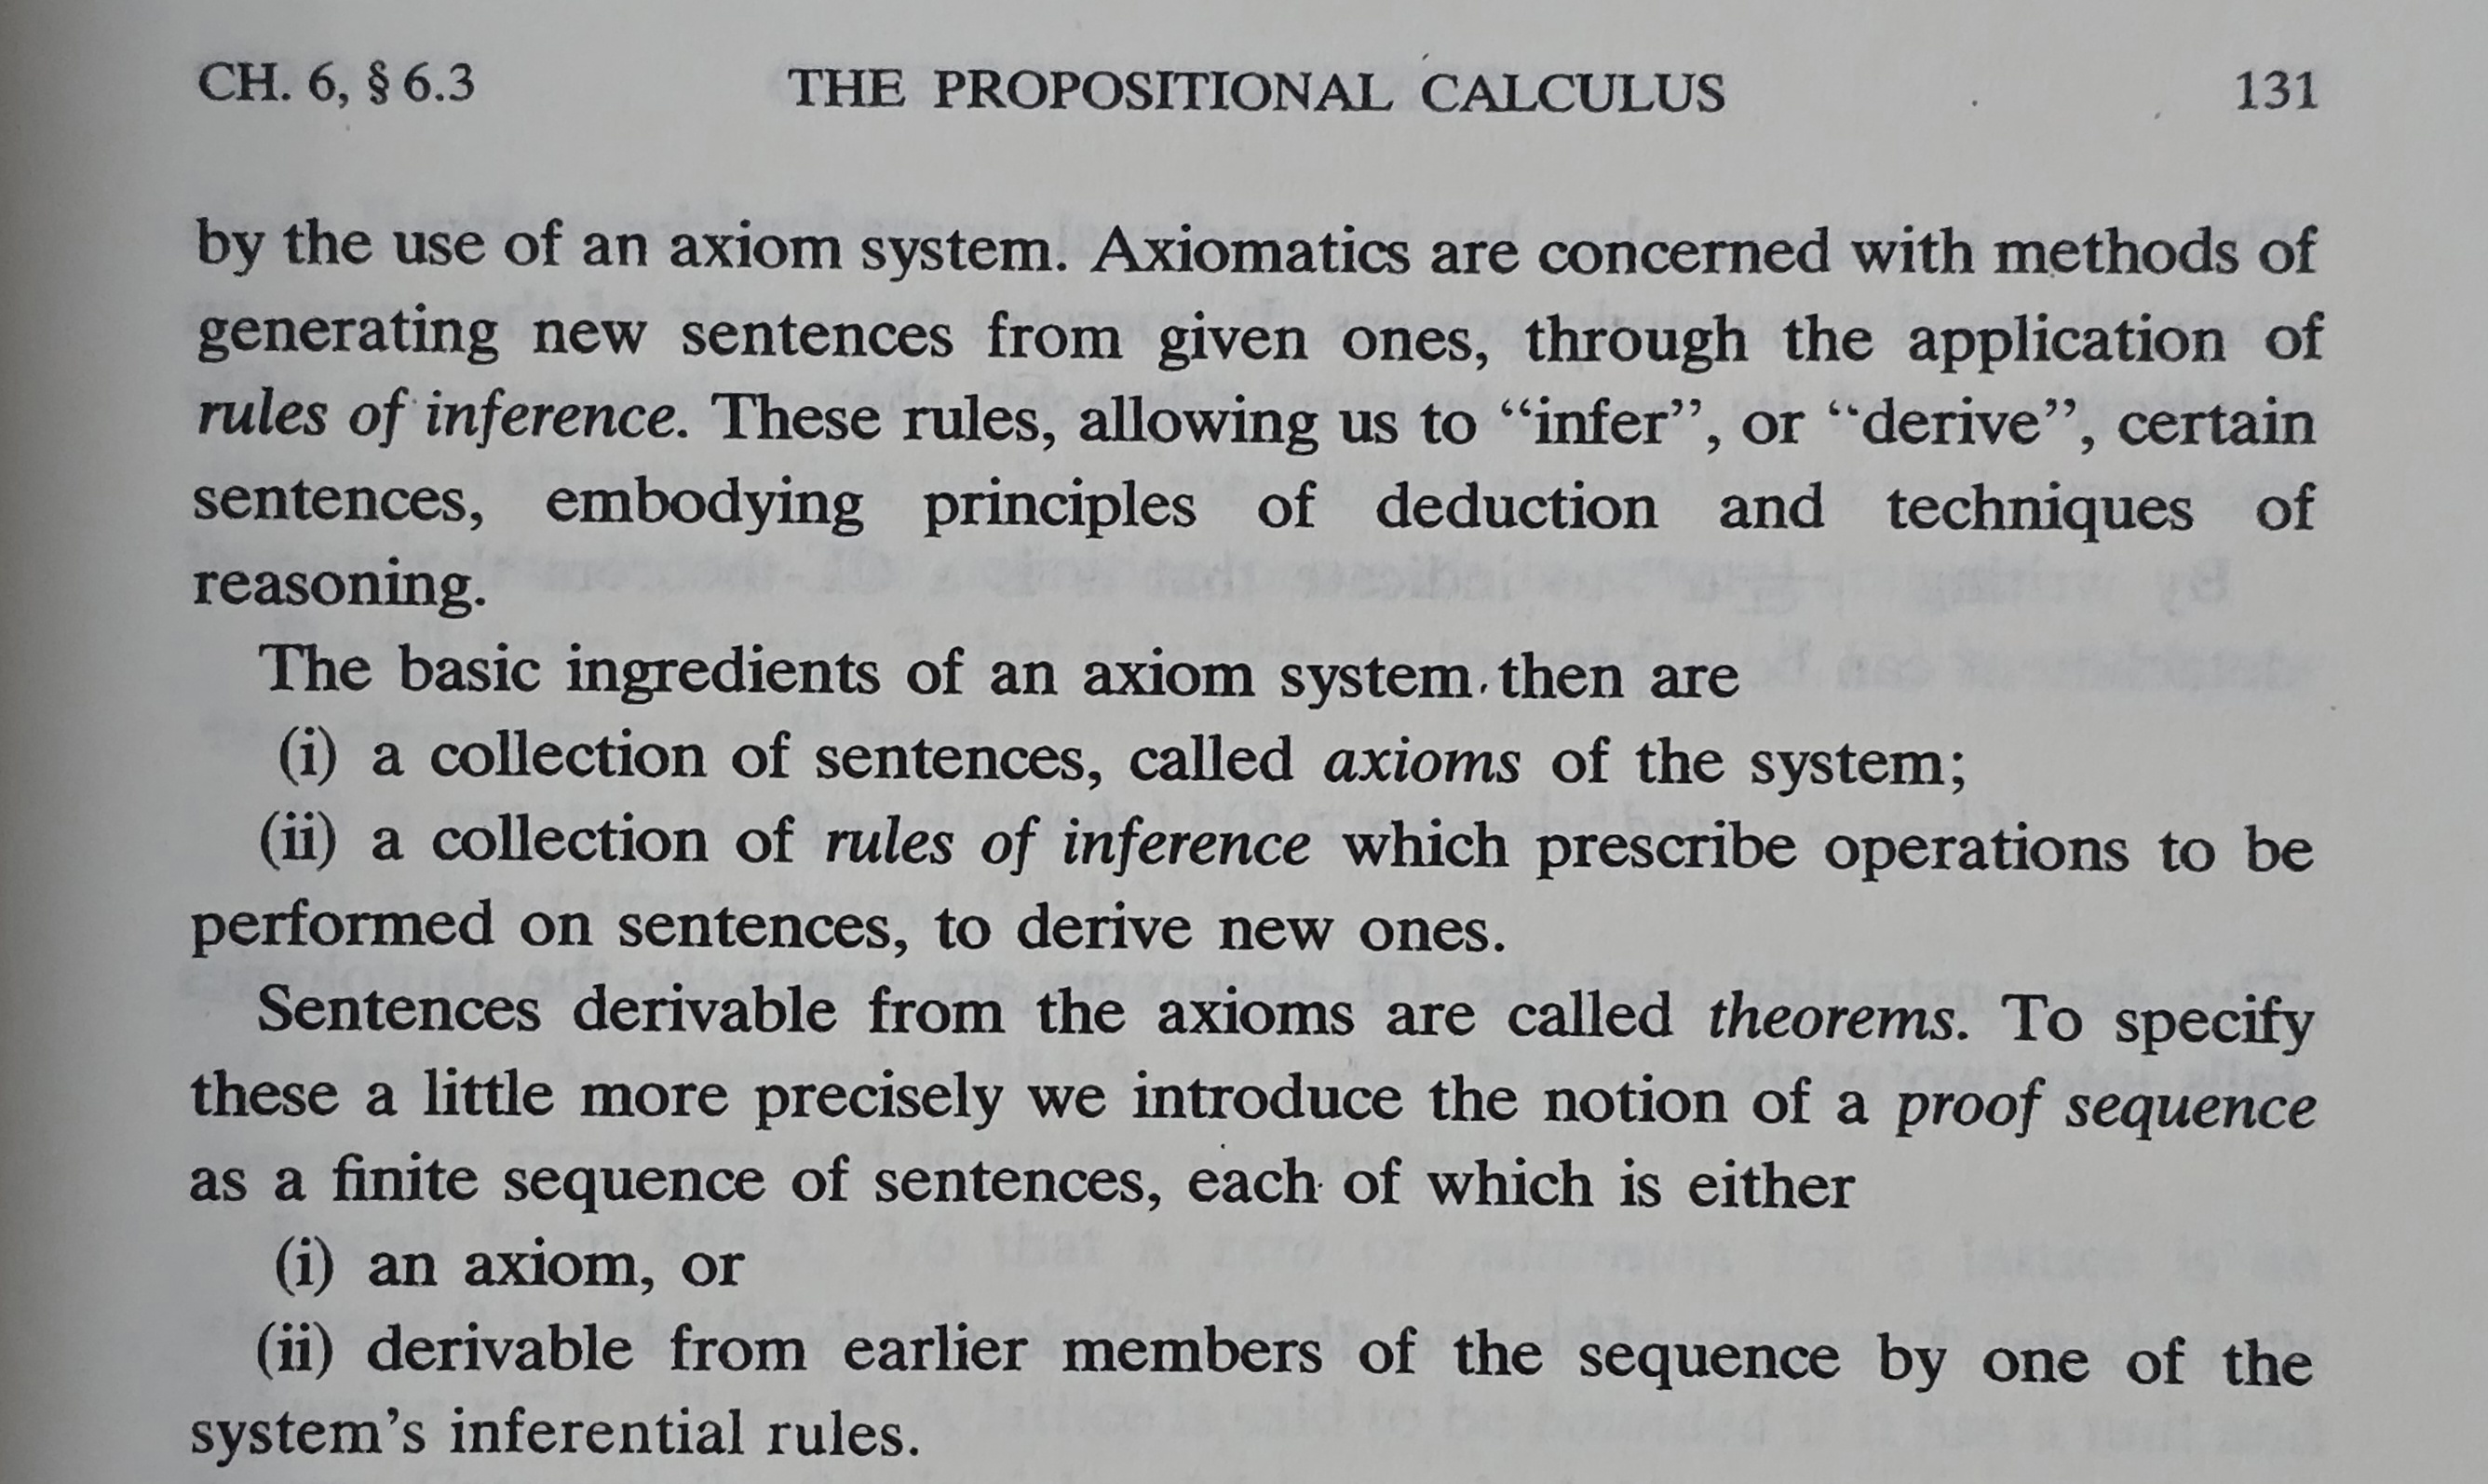 CH. 6, § 6.3 THE PROPOSITIONAL CALCULUS 131
by the use of an axiom system. Axiomatics are concerned with methods of
generating new sentences from given ones, through the application of
rules of inference. These rules, allowing us to “infer”, or “derive”, certain
sentences, embodying principles of deduction and techniques of
reasoning.
The basic ingredients of an axiom system then are
(i) a collection of sentences, called axioms of the system;
(ii) a collection of rules of inference which prescribe operations to be
performed on sentences, to derive new ones.
Sentences derivable from the axioms are called theorems. To specify
these a little more precisely we introduce the notion of a proof sequence
as a finite sequence of sentences, each of which is either
(i) an axiom, or
(ii) derivable from earlier members of the sequence by one of the
system’s inferential rules.